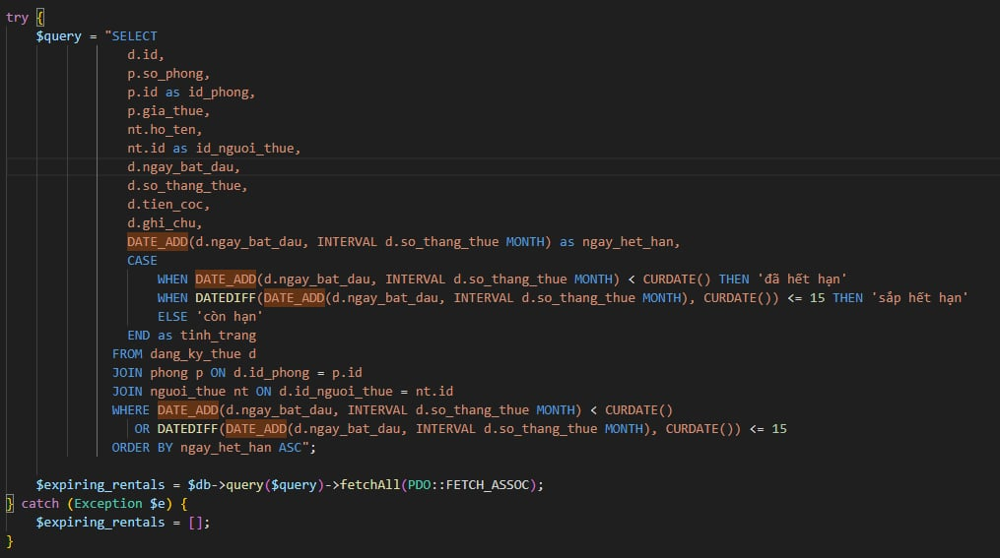 try {
    $query = "SELECT
                d.id,
                p.so_phong,
                p.id as id_phong,
                p.gia_thue,
                nt.ho_ten,
                nt.id as id_nguoi_thue,
                d.ngay_bat_dau,
                d.so_thang_thue,
                d.tien_coc,
                d.ghi_chu,
                DATE_ADD(d.ngay_bat_dau, INTERVAL d.so_thang_thue MONTH) as ngay_het_han,
                CASE
                    WHEN DATE_ADD(d.ngay_bat_dau, INTERVAL d.so_thang_thue MONTH) < CURDATE() THEN 'đã hết hạn'
                    WHEN DATEDIFF(DATE_ADD(d.ngay_bat_dau, INTERVAL d.so_thang_thue MONTH), CURDATE()) <= 15 THEN 'sắp hết hạn'
                    ELSE 'còn hạn'
                END as tinh_trang
              FROM dang_ky_thue d
              JOIN phong p ON d.id_phong = p.id
              JOIN nguoi_thue nt ON d.id_nguoi_thue = nt.id
              WHERE DATE_ADD(d.ngay_bat_dau, INTERVAL d.so_thang_thue MONTH) < CURDATE()
                 OR DATEDIFF(DATE_ADD(d.ngay_bat_dau, INTERVAL d.so_thang_thue MONTH), CURDATE()) <= 15
              ORDER BY ngay_het_han ASC";
    $expiring_rentals = $db->query($query)->fetchAll(PDO::FETCH_ASSOC);
} catch (Exception $e) {
    $expiring_rentals = [];
}